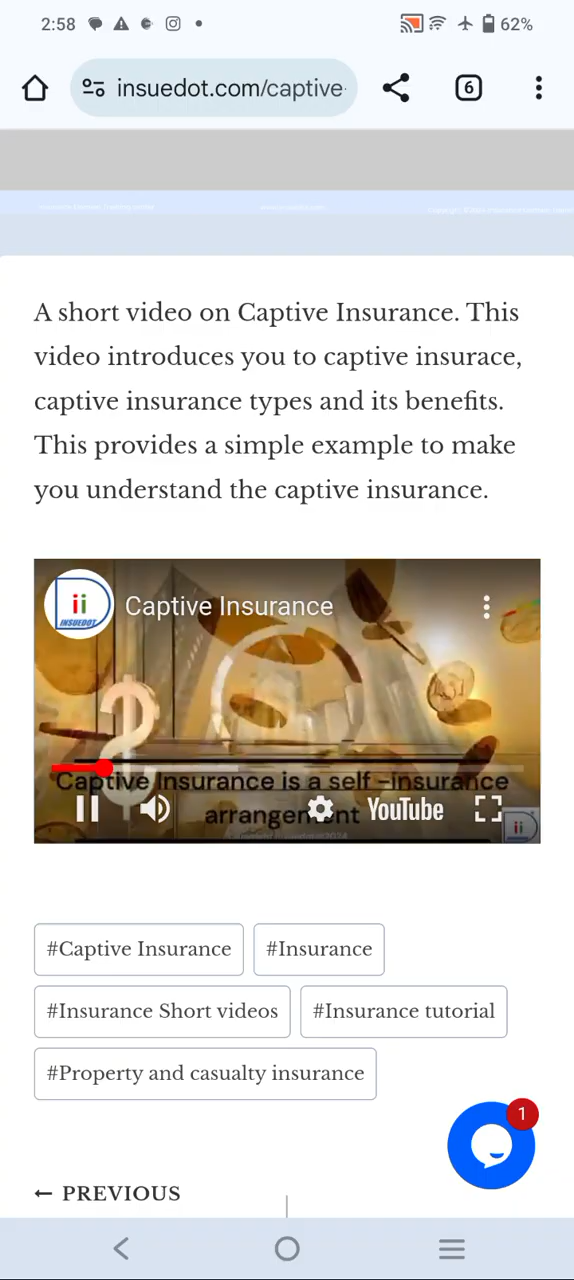 2:58
62%
insuedot.com/captive
6
A short video on Captive Insurance. This
video introduces you to captive insurace,
captive insurance types and its benefits.
This provides a simple example to make
you understand the captive insurance.
ii
INSUEDOT
Captive Insurance
Captive Insurance is a self -insurance
arrangement
YouTube
ii
#Captive Insurance
#Insurance
#Insurance Short videos
#Insurance tutorial
#Property and casualty insurance
1
← PREVIOUS